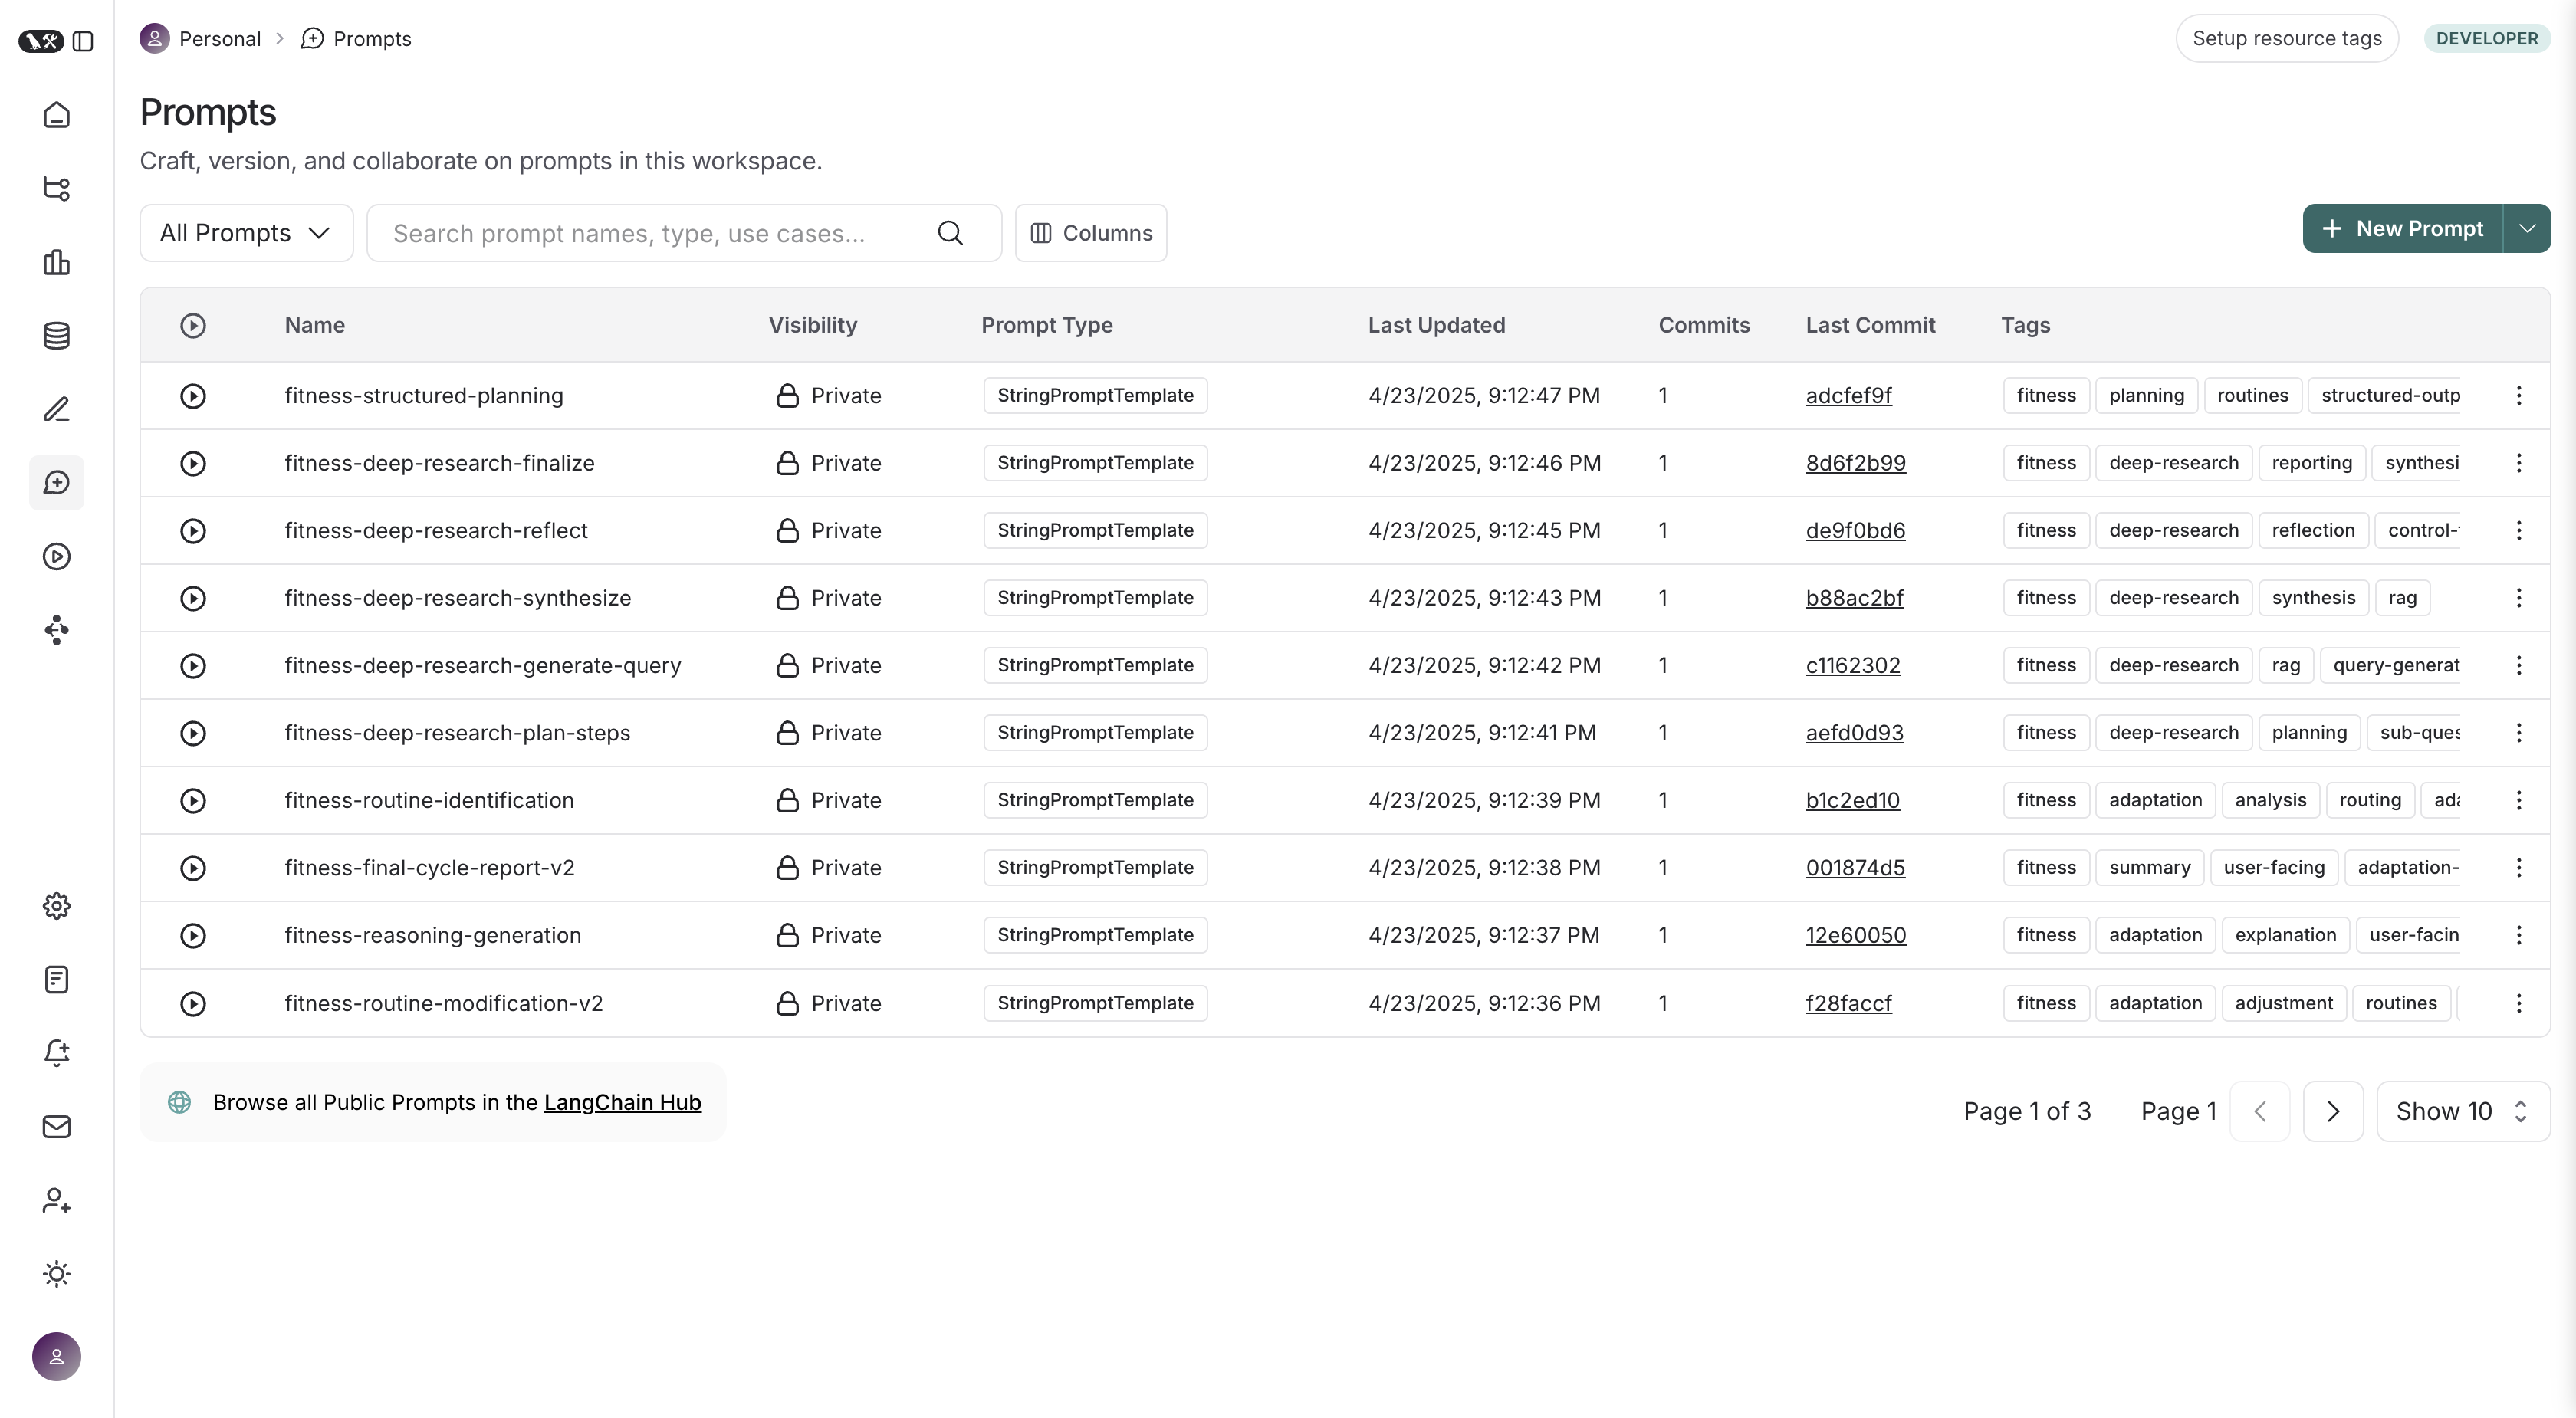 Personal > Prompts
Setup resource tags
DEVELOPER
Prompts
Craft, version, and collaborate on prompts in this workspace.
All Prompts
Search prompt names, type, use cases...
Columns
+ New Prompt
Name Visibility Prompt Type Last Updated Commits Last Commit Tags
fitness-structured-planning Private StringPromptTemplate 4/23/2025, 9:12:47 PM 1 adcfef9f fitness planning routines structured-outp
fitness-deep-research-finalize Private StringPromptTemplate 4/23/2025, 9:12:46 PM 1 8d6f2b99 fitness deep-research reporting synthesi
fitness-deep-research-reflect Private StringPromptTemplate 4/23/2025, 9:12:45 PM 1 de9f0bd6 fitness deep-research reflection control-
fitness-deep-research-synthesize Private StringPromptTemplate 4/23/2025, 9:12:43 PM 1 b88ac2bf fitness deep-research synthesis rag
fitness-deep-research-generate-query Private StringPromptTemplate 4/23/2025, 9:12:42 PM 1 c1162302 fitness deep-research rag query-generat
fitness-deep-research-plan-steps Private StringPromptTemplate 4/23/2025, 9:12:41 PM 1 aefd0d93 fitness deep-research planning sub-ques
fitness-routine-identification Private StringPromptTemplate 4/23/2025, 9:12:39 PM 1 b1c2ed10 fitness adaptation analysis routing ada
fitness-final-cycle-report-v2 Private StringPromptTemplate 4/23/2025, 9:12:38 PM 1 001874d5 fitness summary user-facing adaptation-
fitness-reasoning-generation Private StringPromptTemplate 4/23/2025, 9:12:37 PM 1 12e60050 fitness adaptation explanation user-facin
fitness-routine-modification-v2 Private StringPromptTemplate 4/23/2025, 9:12:36 PM 1 f28faccf fitness adaptation adjustment routines
Browse all Public Prompts in the LangChain Hub
Page 1 of 3 Page 1 Show 10